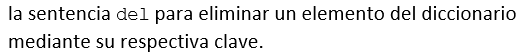 la sentencia del para eliminar un elemento del diccionario
mediante su respectiva clave.